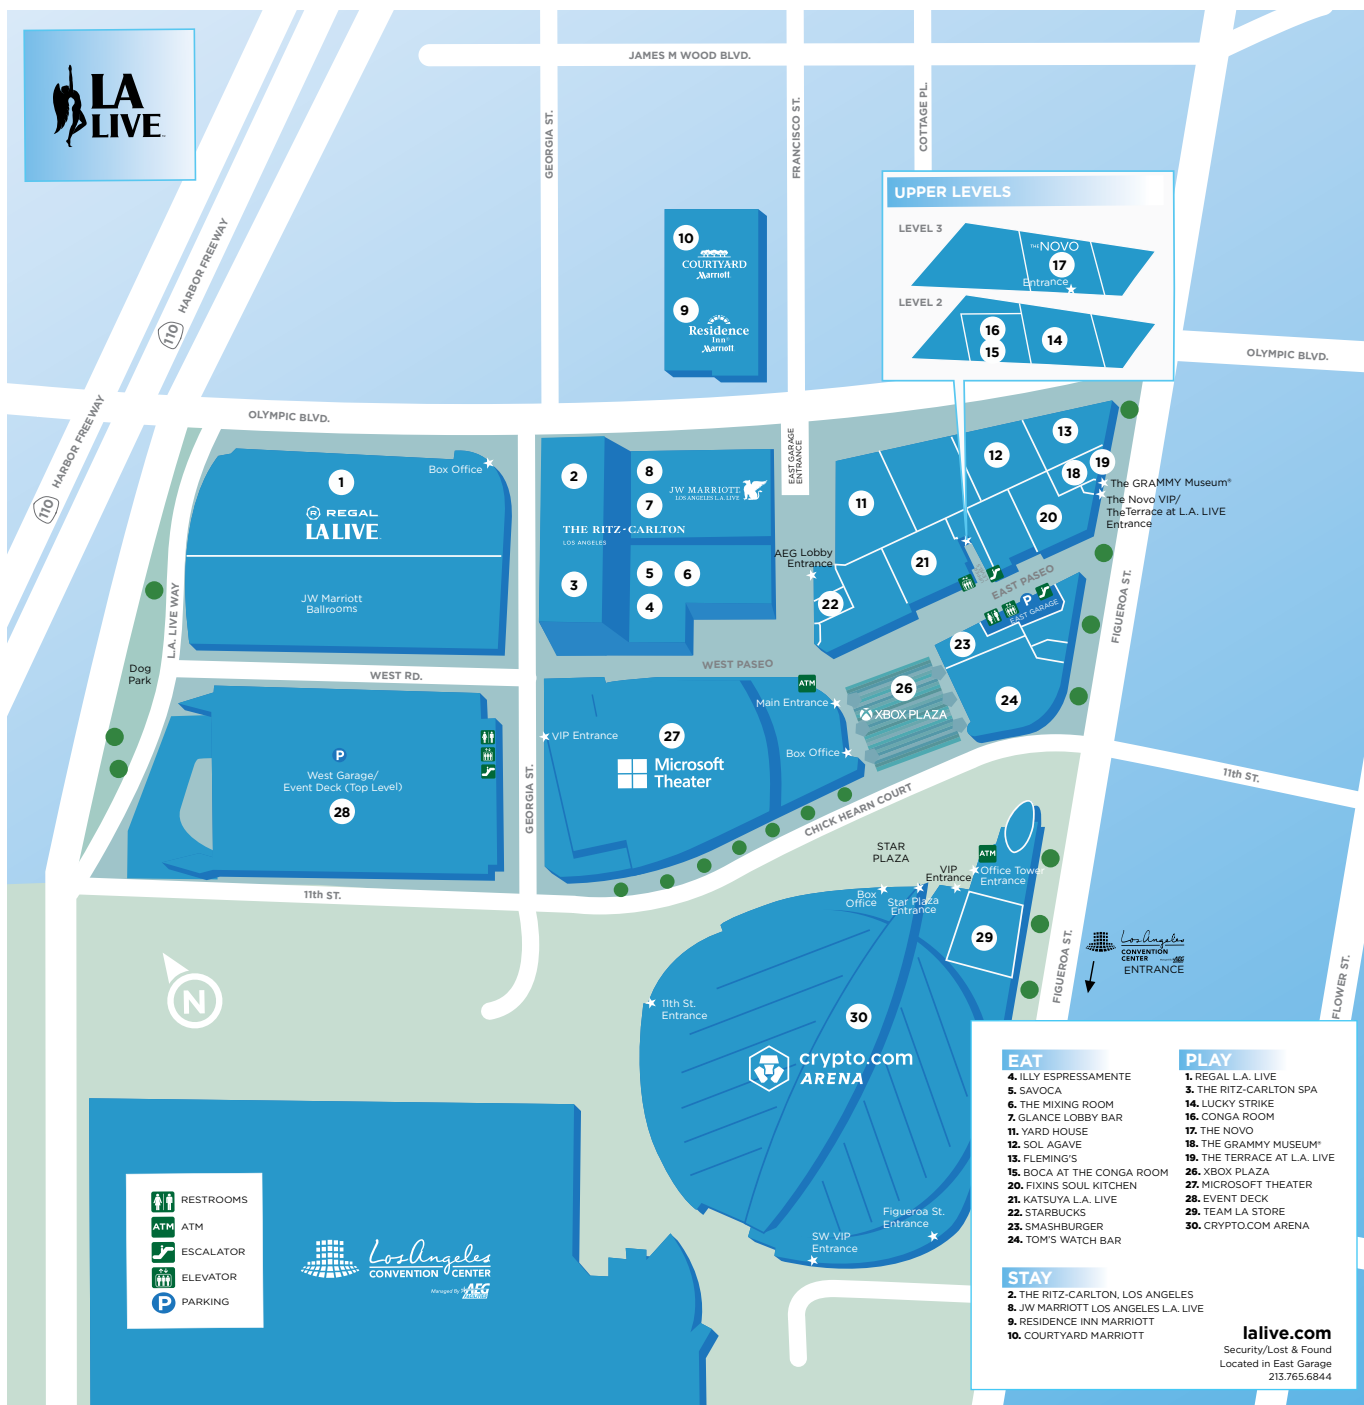 LA
LIVE
JAMES M WOOD BLVD.
GEORGIA ST.
FRANCISCO ST.
COTTAGE PL.
110
HARBOR FREEWAY
110
HARBOR FREEWAY
UPPER LEVELS
LEVEL 3
THE NOVO
17
Entrance
LEVEL 2
16
15
14
10
COURTYARD
Marriott
9
Residence
Inn
Marriott
OLYMPIC BLVD.
OLYMPIC BLVD.
EAST GARAGE
ENTRANCE
Box Office
1
REGAL
LA LIVE
JW Marriott
Ballrooms
2
8
JW MARRIOTT
LOS ANGELES L.A. LIVE
7
THE RITZ-CARLTON
LOS ANGELES
3
5
6
4
11
12
13
18
19
20
21
22
The GRAMMY Museum®
The Novo VIP/
The Terrace at L.A. LIVE
Entrance
AEG Lobby
Entrance
EAST PASEO
P
EAST GARAGE
23
24
FIGUEROA ST.
L.A. LIVE WAY
Dog
Park
WEST RD.
WEST PASEO
ATM
Main Entrance
26
XBOX PLAZA
VIP Entrance
27
Microsoft
Theater
Box Office
P
West Garage/
Event Deck (Top Level)
28
GEORGIA ST.
CHICK HEARN COURT
11th ST.
11th ST.
STAR
PLAZA
ATM
VIP
Entrance
Office Tower
Entrance
Box
Office
Star Plaza
Entrance
29
FIGUEROA ST.
Los Angeles
CONVENTION
CENTER
AEG
ENTRANCE
FLOWER ST.
N
11th St.
Entrance
30
crypto.com
ARENA
Figueroa St.
Entrance
SW VIP
Entrance
RESTROOMS
ATM ATM
ESCALATOR
ELEVATOR
P PARKING
Los Angeles
CONVENTION CENTER
Managed By AEG
EAT
4. ILLY ESPRESSAMENTE
5. SAVOCA
6. THE MIXING ROOM
7. GLANCE LOBBY BAR
11. YARD HOUSE
12. SOL AGAVE
13. FLEMING'S
15. BOCA AT THE CONGA ROOM
20. FIXINS SOUL KITCHEN
21. KATSUYA L.A. LIVE
22. STARBUCKS
23. SMASHBURGER
24. TOM'S WATCH BAR
PLAY
1. REGAL L.A. LIVE
3. THE RITZ-CARLTON SPA
14. LUCKY STRIKE
16. CONGA ROOM
17. THE NOVO
18. THE GRAMMY MUSEUM®
19. THE TERRACE AT L.A. LIVE
26. XBOX PLAZA
27. MICROSOFT THEATER
28. EVENT DECK
29. TEAM LA STORE
30. CRYPTO.COM ARENA
STAY
2. THE RITZ-CARLTON, LOS ANGELES
8. JW MARRIOTT LOS ANGELES L.A. LIVE
9. RESIDENCE INN MARRIOTT
10. COURTYARD MARRIOTT
lalive.com
Security/Lost & Found
Located in East Garage
213.765.6844